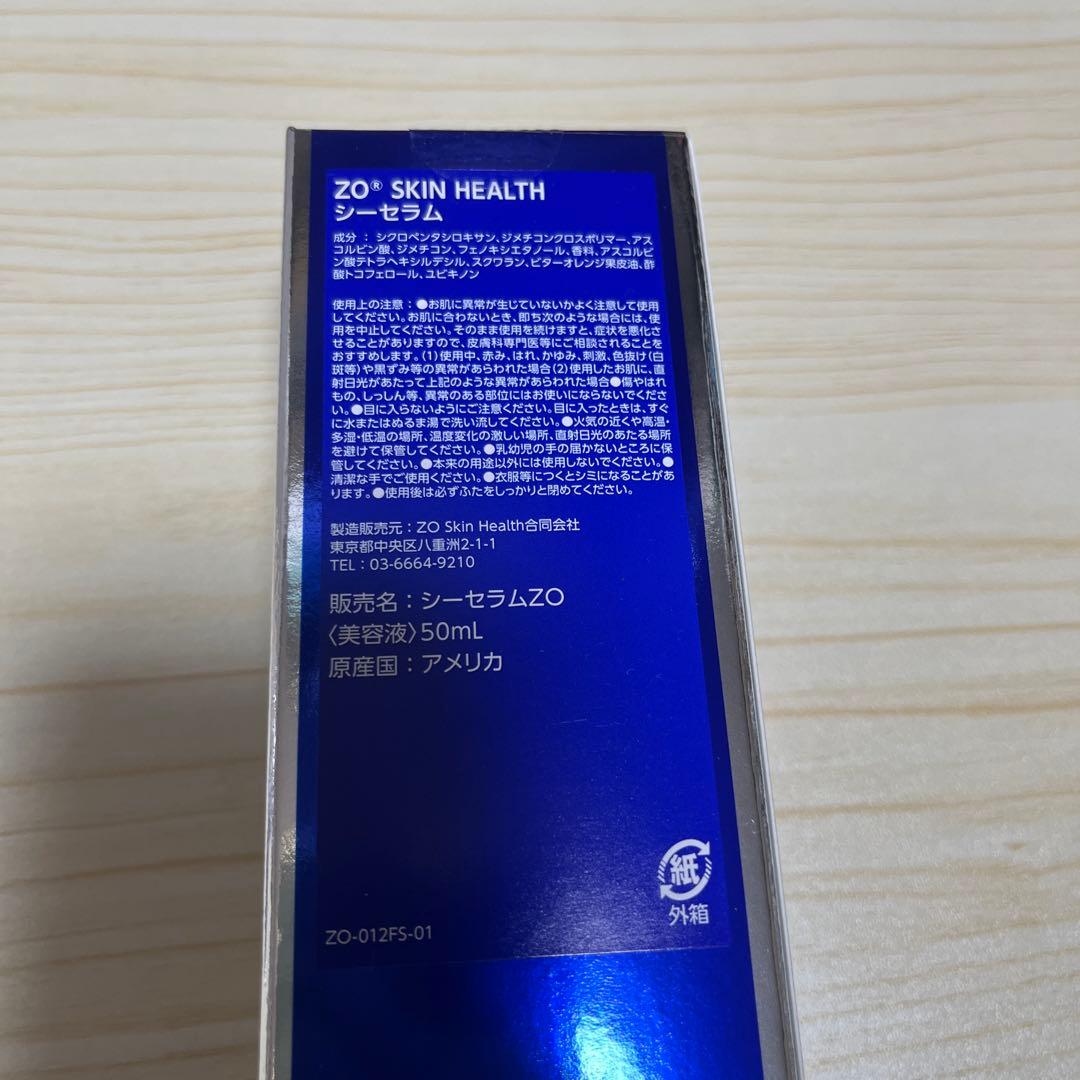 ZO® SKIN HEALTH
シーセラム
成分：シクロペンタシロキサン、ジメチコンクロスポリマー、アス
コルビン酸、ジメチコン、フェノキシエタノール、香料、アスコルビ
ン酸テトラヘキシルデシル、スクワラン、ビターオレンジ果皮油、酢
酸トコフェロール、ユビキノン
使用上の注意：●お肌に異常が生じていないかよく注意して使用
してください。お肌に合わないとき、即ち次のような場合には、使
用を中止してください。そのまま使用を続けますと、症状を悪化さ
せることがありますので、皮膚科専門医等にご相談されることを
おすすめします。(1)使用中、赤み、はれ、かゆみ、刺激、色抜け(白
斑等)や黒ずみ等の異常があらわれた場合(2)使用したお肌に、直
射日光があたって上記のような異常があらわれた場合●傷やはれ
もの、しっしん等、異常のある部位にはお使いにならないでくださ
い。●目に入らないようにご注意ください。目に入ったときは、すぐ
に水またはぬるま湯で洗い流してください。●火気の近くや高温・
多湿・低温の場所、温度変化の激しい場所、直射日光のあたる場所
を避けて保管してください。●乳幼児の手の届かないところに保
管してください。●本来の用途以外には使用しないでください。●
清潔な手でご使用ください。●衣服等につくとシミになることがあ
ります。●使用後は必ずふたをしっかりと閉めてください。
製造販売元：ZO Skin Health合同会社
東京都中央区八重洲2-1-1
TEL：03-6664-9210
販売名：シーセラムZO
〈美容液〉50mL
原産国：アメリカ
紙
外箱
ZO-012FS-01